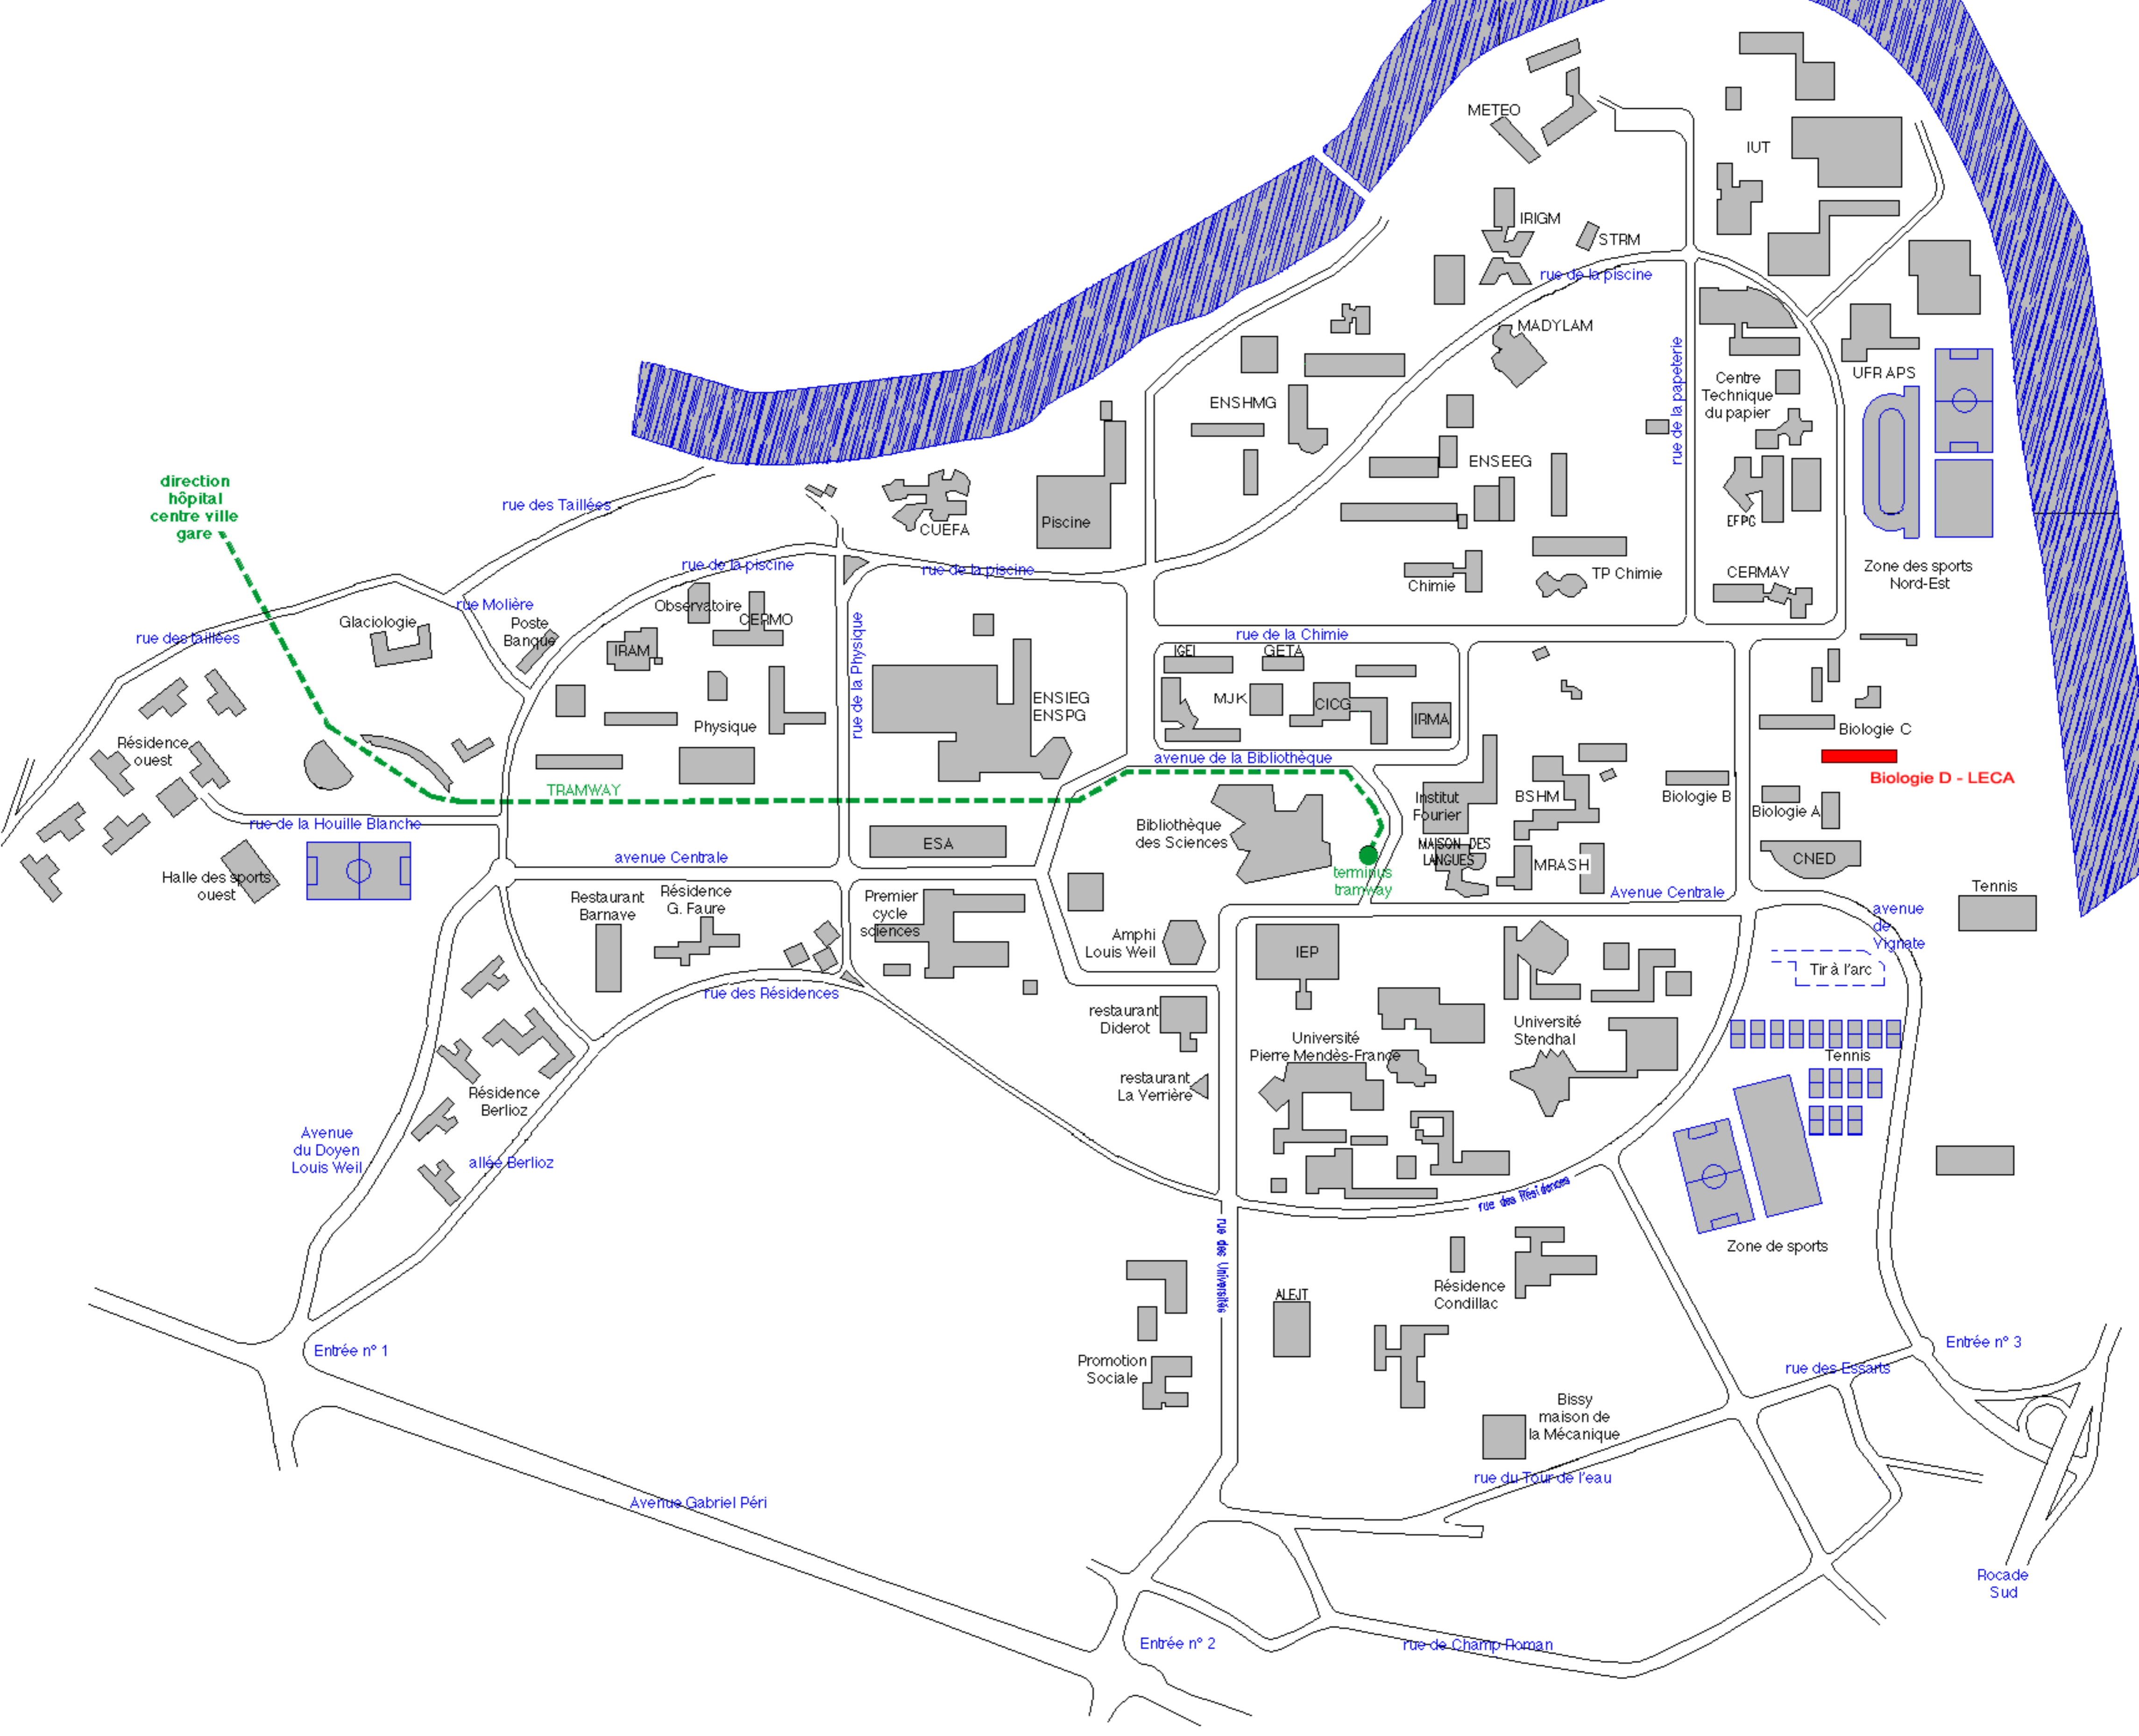 METEO
IUT
IRIGM
STRM
rue de la piscine
MADYLAM
rue de la papeterie
Centre
Technique
du papier
UFR APS
ENSHMG
ENSEEG
EFPG
direction
hôpital
centre ville
gare
rue des Taillées
CUEFA
Piscine
rue de la piscine
rue de la piscine
Chimie
TP Chimie
CERMAV
Zone des sports
Nord-Est
rue Molière
Observatoire
CERMO
Glaciologie
Poste
Banque
rue des taillées
IRAM
rue de la Physique
rue de la Chimie
IGEI
GETA
MJK
CICG
IRMA
ENSIEG
ENSPG
Physique
Biologie C
Résidence
ouest
avenue de la Bibliothèque
Biologie D - LECA
TRAMWAY
Institut
Fourier
BSHM
Biologie B
Biologie A
rue de la Houille Blanche
Bibliothèque
des Sciences
ESA
MAISON DES
LANGUES
MRASH
CNED
avenue Centrale
terminus
tramway
Halle des sports
ouest
Restaurant
Barnave
Résidence
G. Faure
Premier
cycle
sciences
Avenue Centrale
Tennis
avenue
de
Vignate
Amphi
Louis Weil
IEP
Tir à l'arc
rue des Résidences
restaurant
Diderot
Université
Stendhal
Université
Pierre Mendès-France
Tennis
restaurant
La Verrière
Résidence
Berlioz
Avenue
du Doyen
Louis Weil
allée Berlioz
rue des Résidences
rue des Universités
Zone de sports
Résidence
Condillac
ALEJT
Entrée n° 1
Entrée n° 3
Promotion
Sociale
rue des Essarts
Bissy
maison de
la Mécanique
rue du Tour de l'eau
Avenue Gabriel Péri
Rocade
Sud
Entrée n° 2
rue de Champ Roman